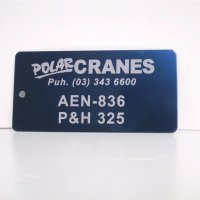 POLAR CRANES
Puh. (03) 343 6600
AEN-836
P&H 325